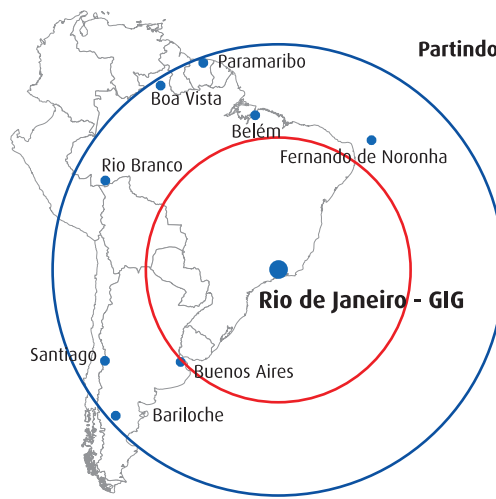 Partindo
Paramaribo
Boa Vista
Belém
Fernando de Noronha
Rio Branco
Rio de Janeiro - GIG
Santiago
Buenos Aires
Bariloche